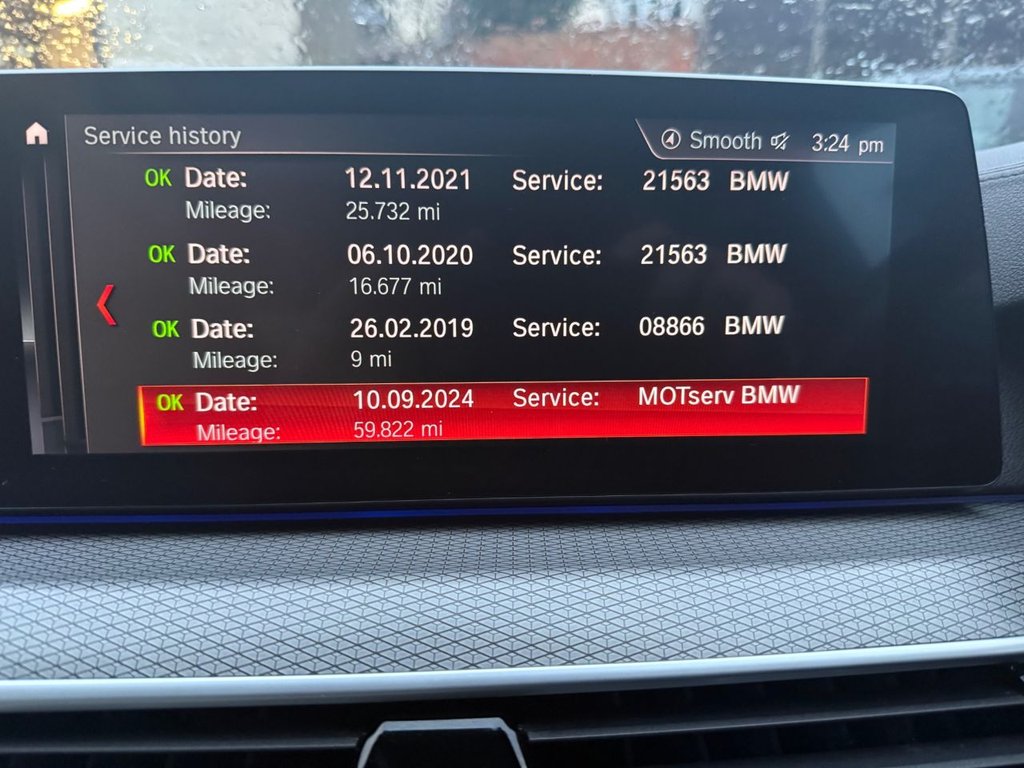 Service history Smooth 3:24 pm
OK Date: 12.11.2021 Service: 21563 BMW
Mileage: 25.732 mi
OK Date: 06.10.2020 Service: 21563 BMW
Mileage: 16.677 mi
OK Date: 26.02.2019 Service: 08866 BMW
Mileage: 9 mi
OK Date: 10.09.2024 Service: MOTserv BMW
Mileage: 59.822 mi